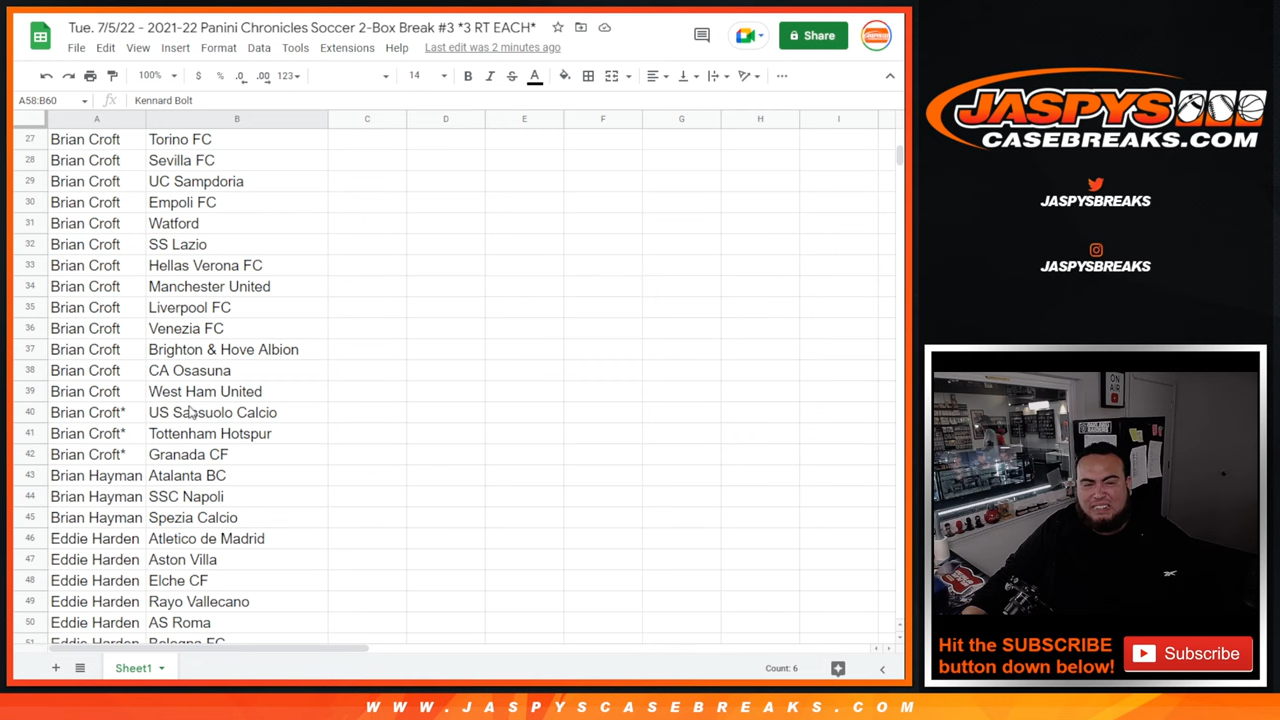 Tue. 7/5/22 - 2021-22 Panini Chronicles Soccer 2-Box Break #3 *3 RT EACH*
File Edit View Insert Format Data Tools Extensions Help Last edit was 2 minutes ago
Share
100% $ % .0 .00 123 14 B I S A
A58:B60 fx Kennard Bolt
A B C D E F G H I
27 Brian Croft Torino FC
28 Brian Croft Sevilla FC
29 Brian Croft UC Sampdoria
30 Brian Croft Empoli FC
31 Brian Croft Watford
32 Brian Croft SS Lazio
33 Brian Croft Hellas Verona FC
34 Brian Croft Manchester United
35 Brian Croft Liverpool FC
36 Brian Croft Venezia FC
37 Brian Croft Brighton & Hove Albion
38 Brian Croft CA Osasuna
39 Brian Croft West Ham United
40 Brian Croft* US Sassuolo Calcio
41 Brian Croft* Tottenham Hotspur
42 Brian Croft* Granada CF
43 Brian Hayman Atalanta BC
44 Brian Hayman SSC Napoli
45 Brian Hayman Spezia Calcio
46 Eddie Harden Atletico de Madrid
47 Eddie Harden Aston Villa
48 Eddie Harden Elche CF
49 Eddie Harden Rayo Vallecano
50 Eddie Harden AS Roma
51 Eddie Harden Bologna FC
Sheet1
Count: 6
JASPYS
CASEBREAKS.COM
JASPYSBREAKS
JASPYSBREAKS
ON AIR
Hit the SUBSCRIBE
button down below!
Subscribe
WWW.JASPYSCASEBREAKS.COM